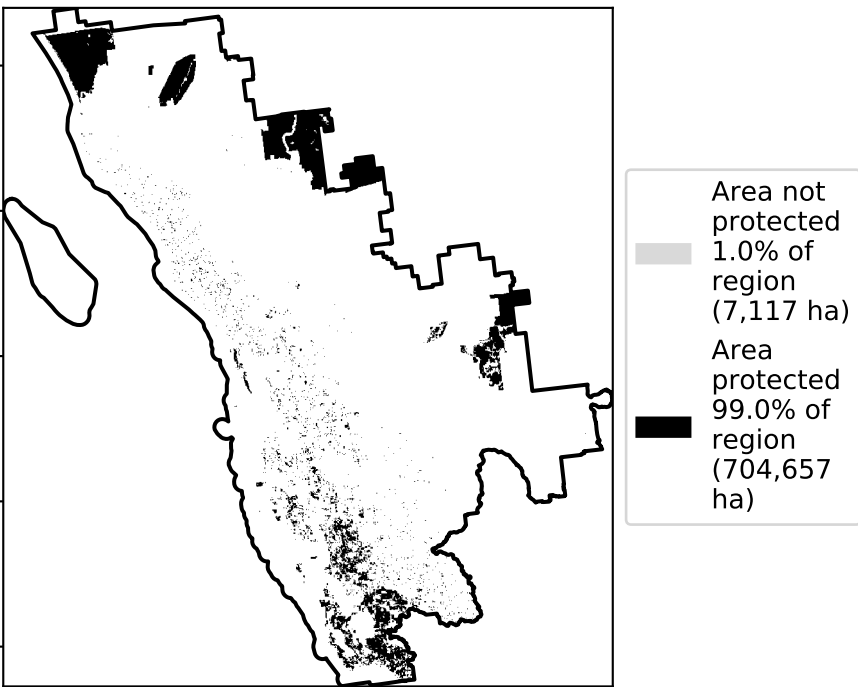 Area not
protected
1.0% of
region
(7,117 ha)
Area
protected
99.0% of
region
(704,657
ha)